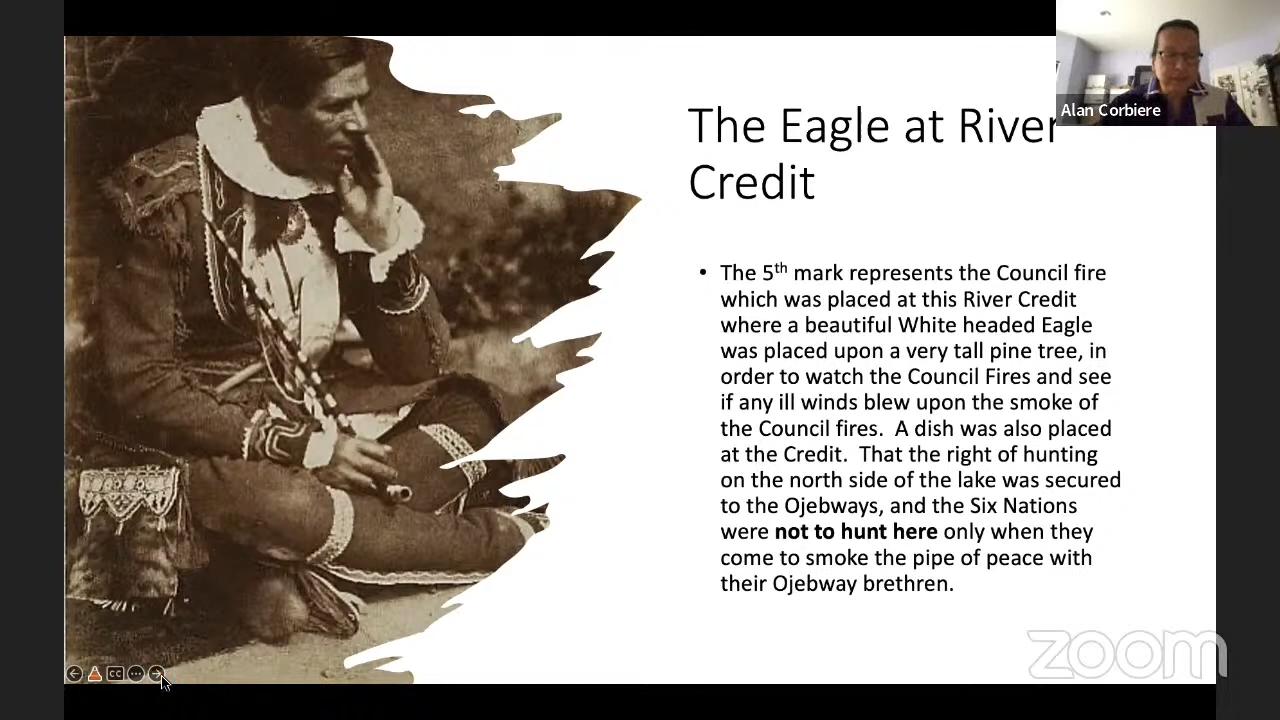 Alan Corbiere
The Eagle at River
Credit
• The 5th mark represents the Council fire
which was placed at this River Credit
where a beautiful White headed Eagle
was placed upon a very tall pine tree, in
order to watch the Council Fires and see
if any ill winds blew upon the smoke of
the Council fires.  A dish was also placed
at the Credit.  That the right of hunting
on the north side of the lake was secured
to the Ojebways, and the Six Nations
were not to hunt here only when they
come to smoke the pipe of peace with
their Ojebway brethren.
zoom
CC